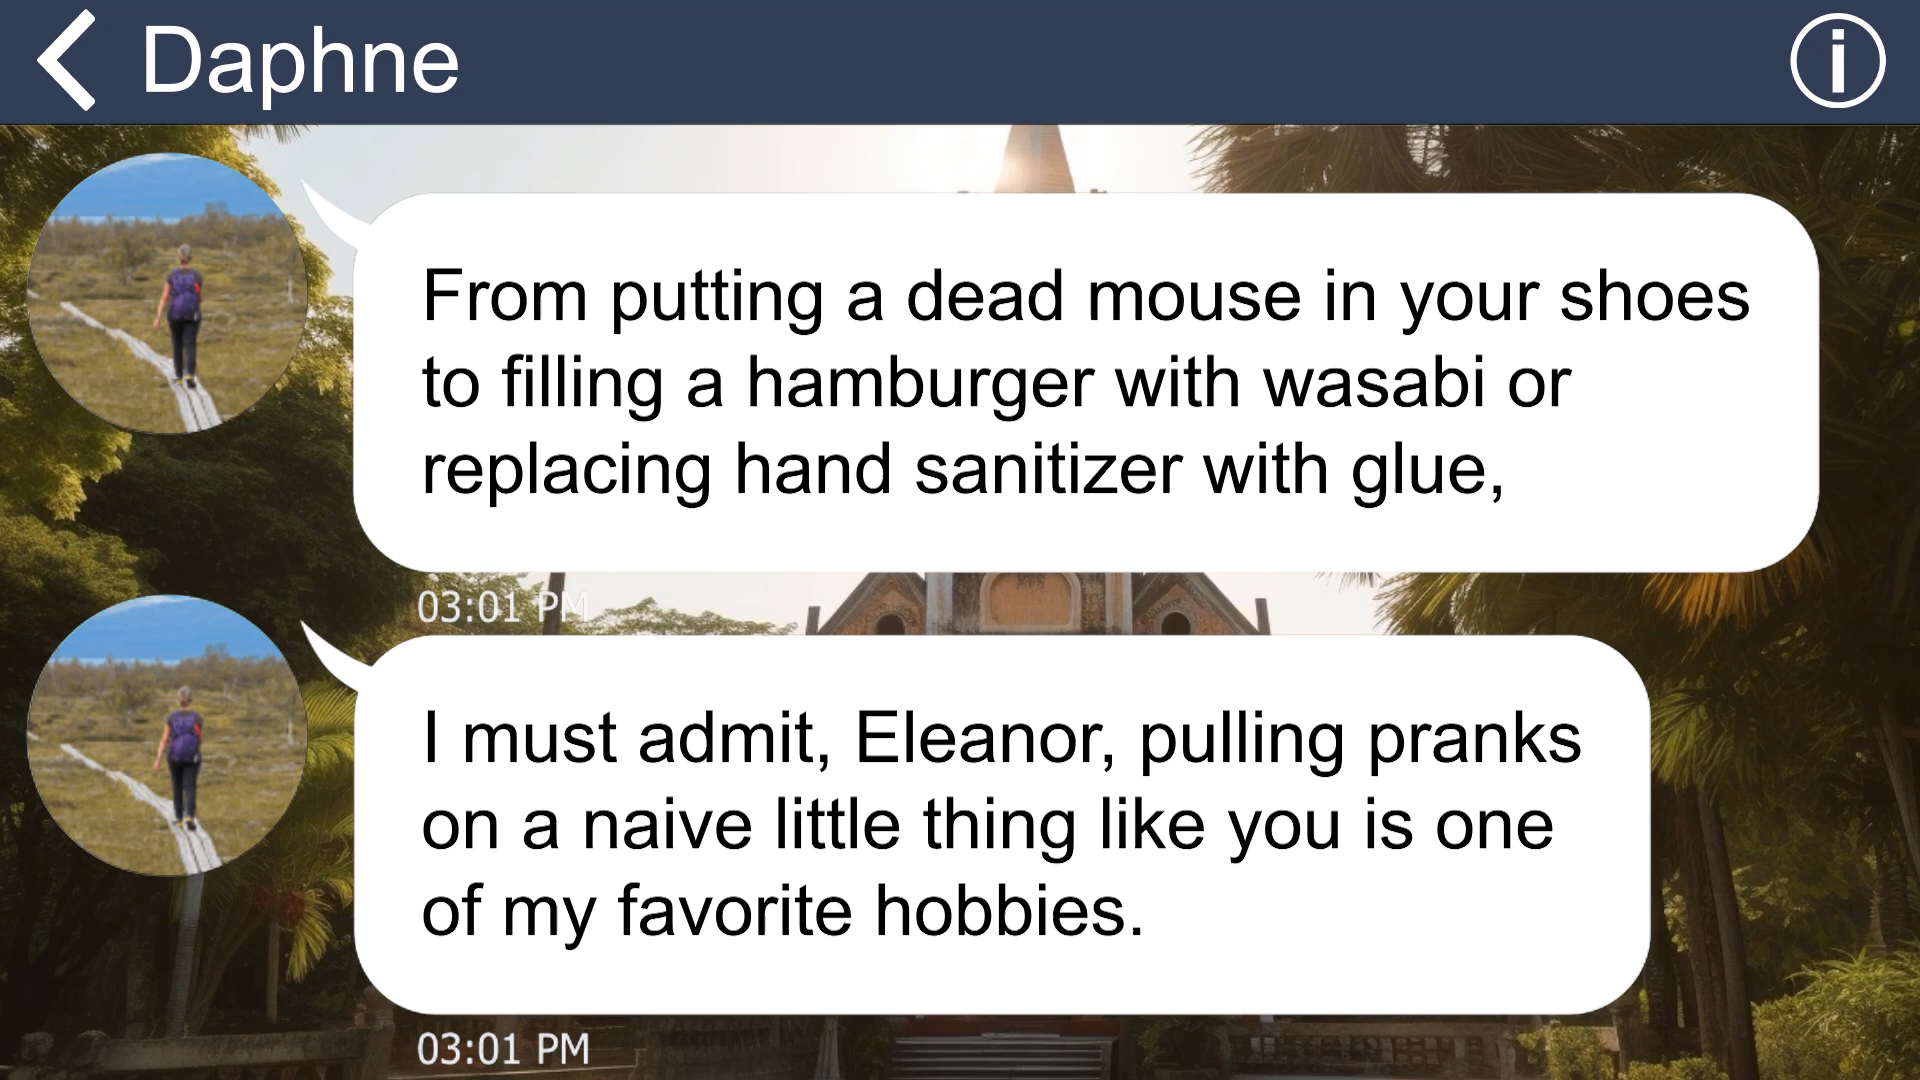 Daphne
From putting a dead mouse in your shoes
to filling a hamburger with wasabi or
replacing hand sanitizer with glue,
03:01 PM
I must admit, Eleanor, pulling pranks
on a naive little thing like you is one
of my favorite hobbies.
03:01 PM